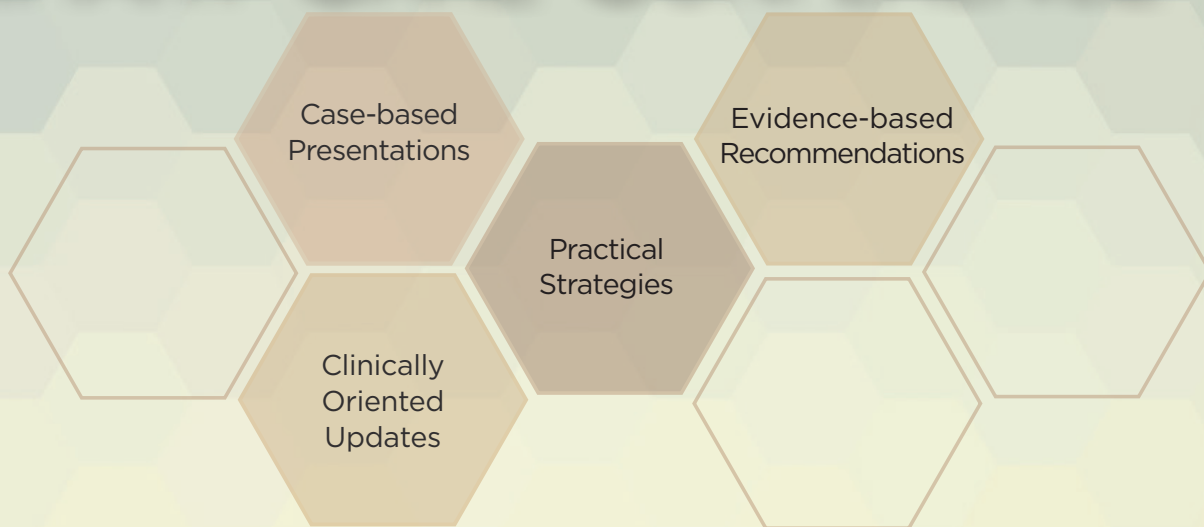 Case-based
Presentations
Evidence-based
Recommendations
Practical
Strategies
Clinically
Oriented
Updates